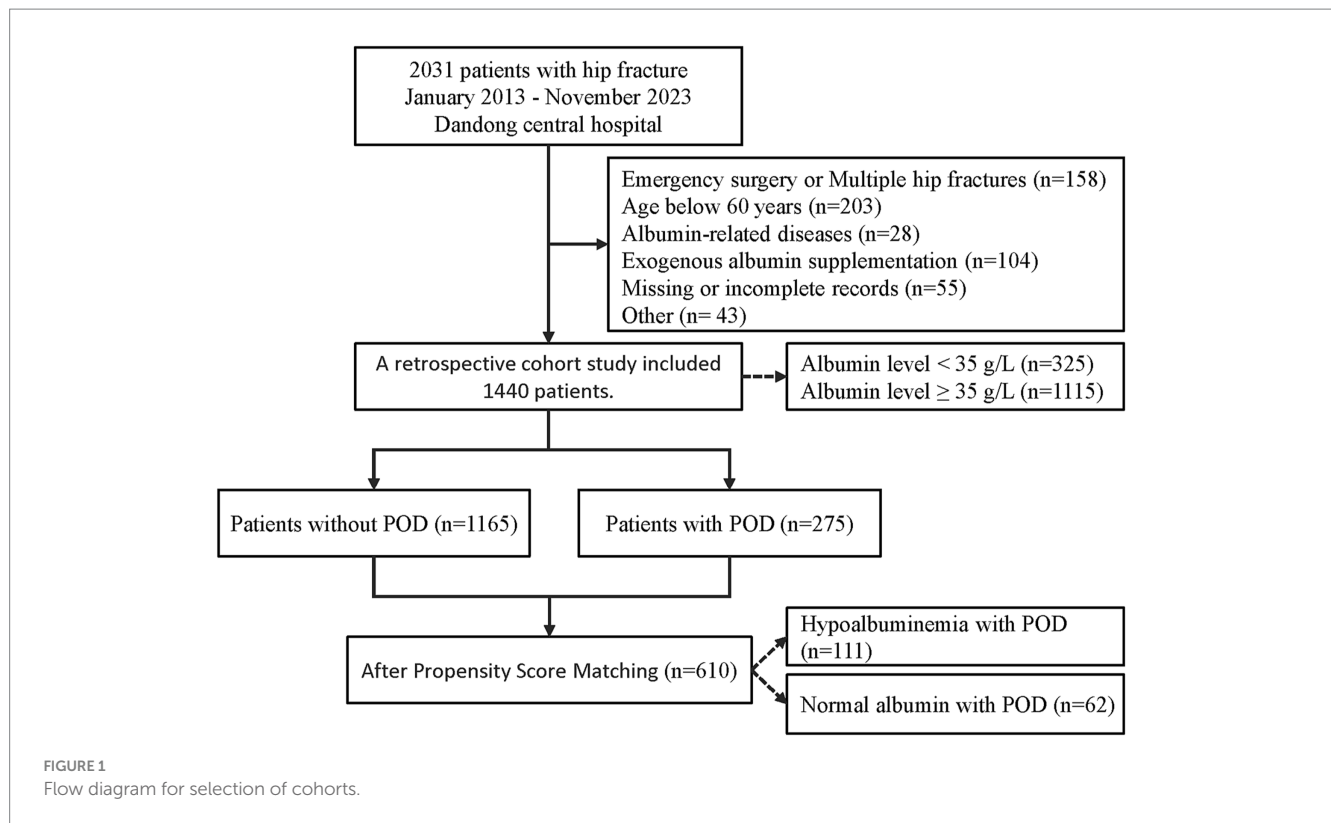 2031 patients with hip fracture
January 2013 - November 2023
Dandong central hospital
Emergency surgery or Multiple hip fractures (n=158)
Age below 60 years (n=203)
Albumin-related diseases (n=28)
Exogenous albumin supplementation (n=104)
Missing or incomplete records (n=55)
Other (n= 43)
A retrospective cohort study included
1440 patients.
Albumin level < 35 g/L (n=325)
Albumin level ≥ 35 g/L (n=1115)
Patients without POD (n=1165)
Patients with POD (n=275)
After Propensity Score Matching (n=610)
Hypoalbuminemia with POD
(n=111)
Normal albumin with POD (n=62)
FIGURE 1
Flow diagram for selection of cohorts.